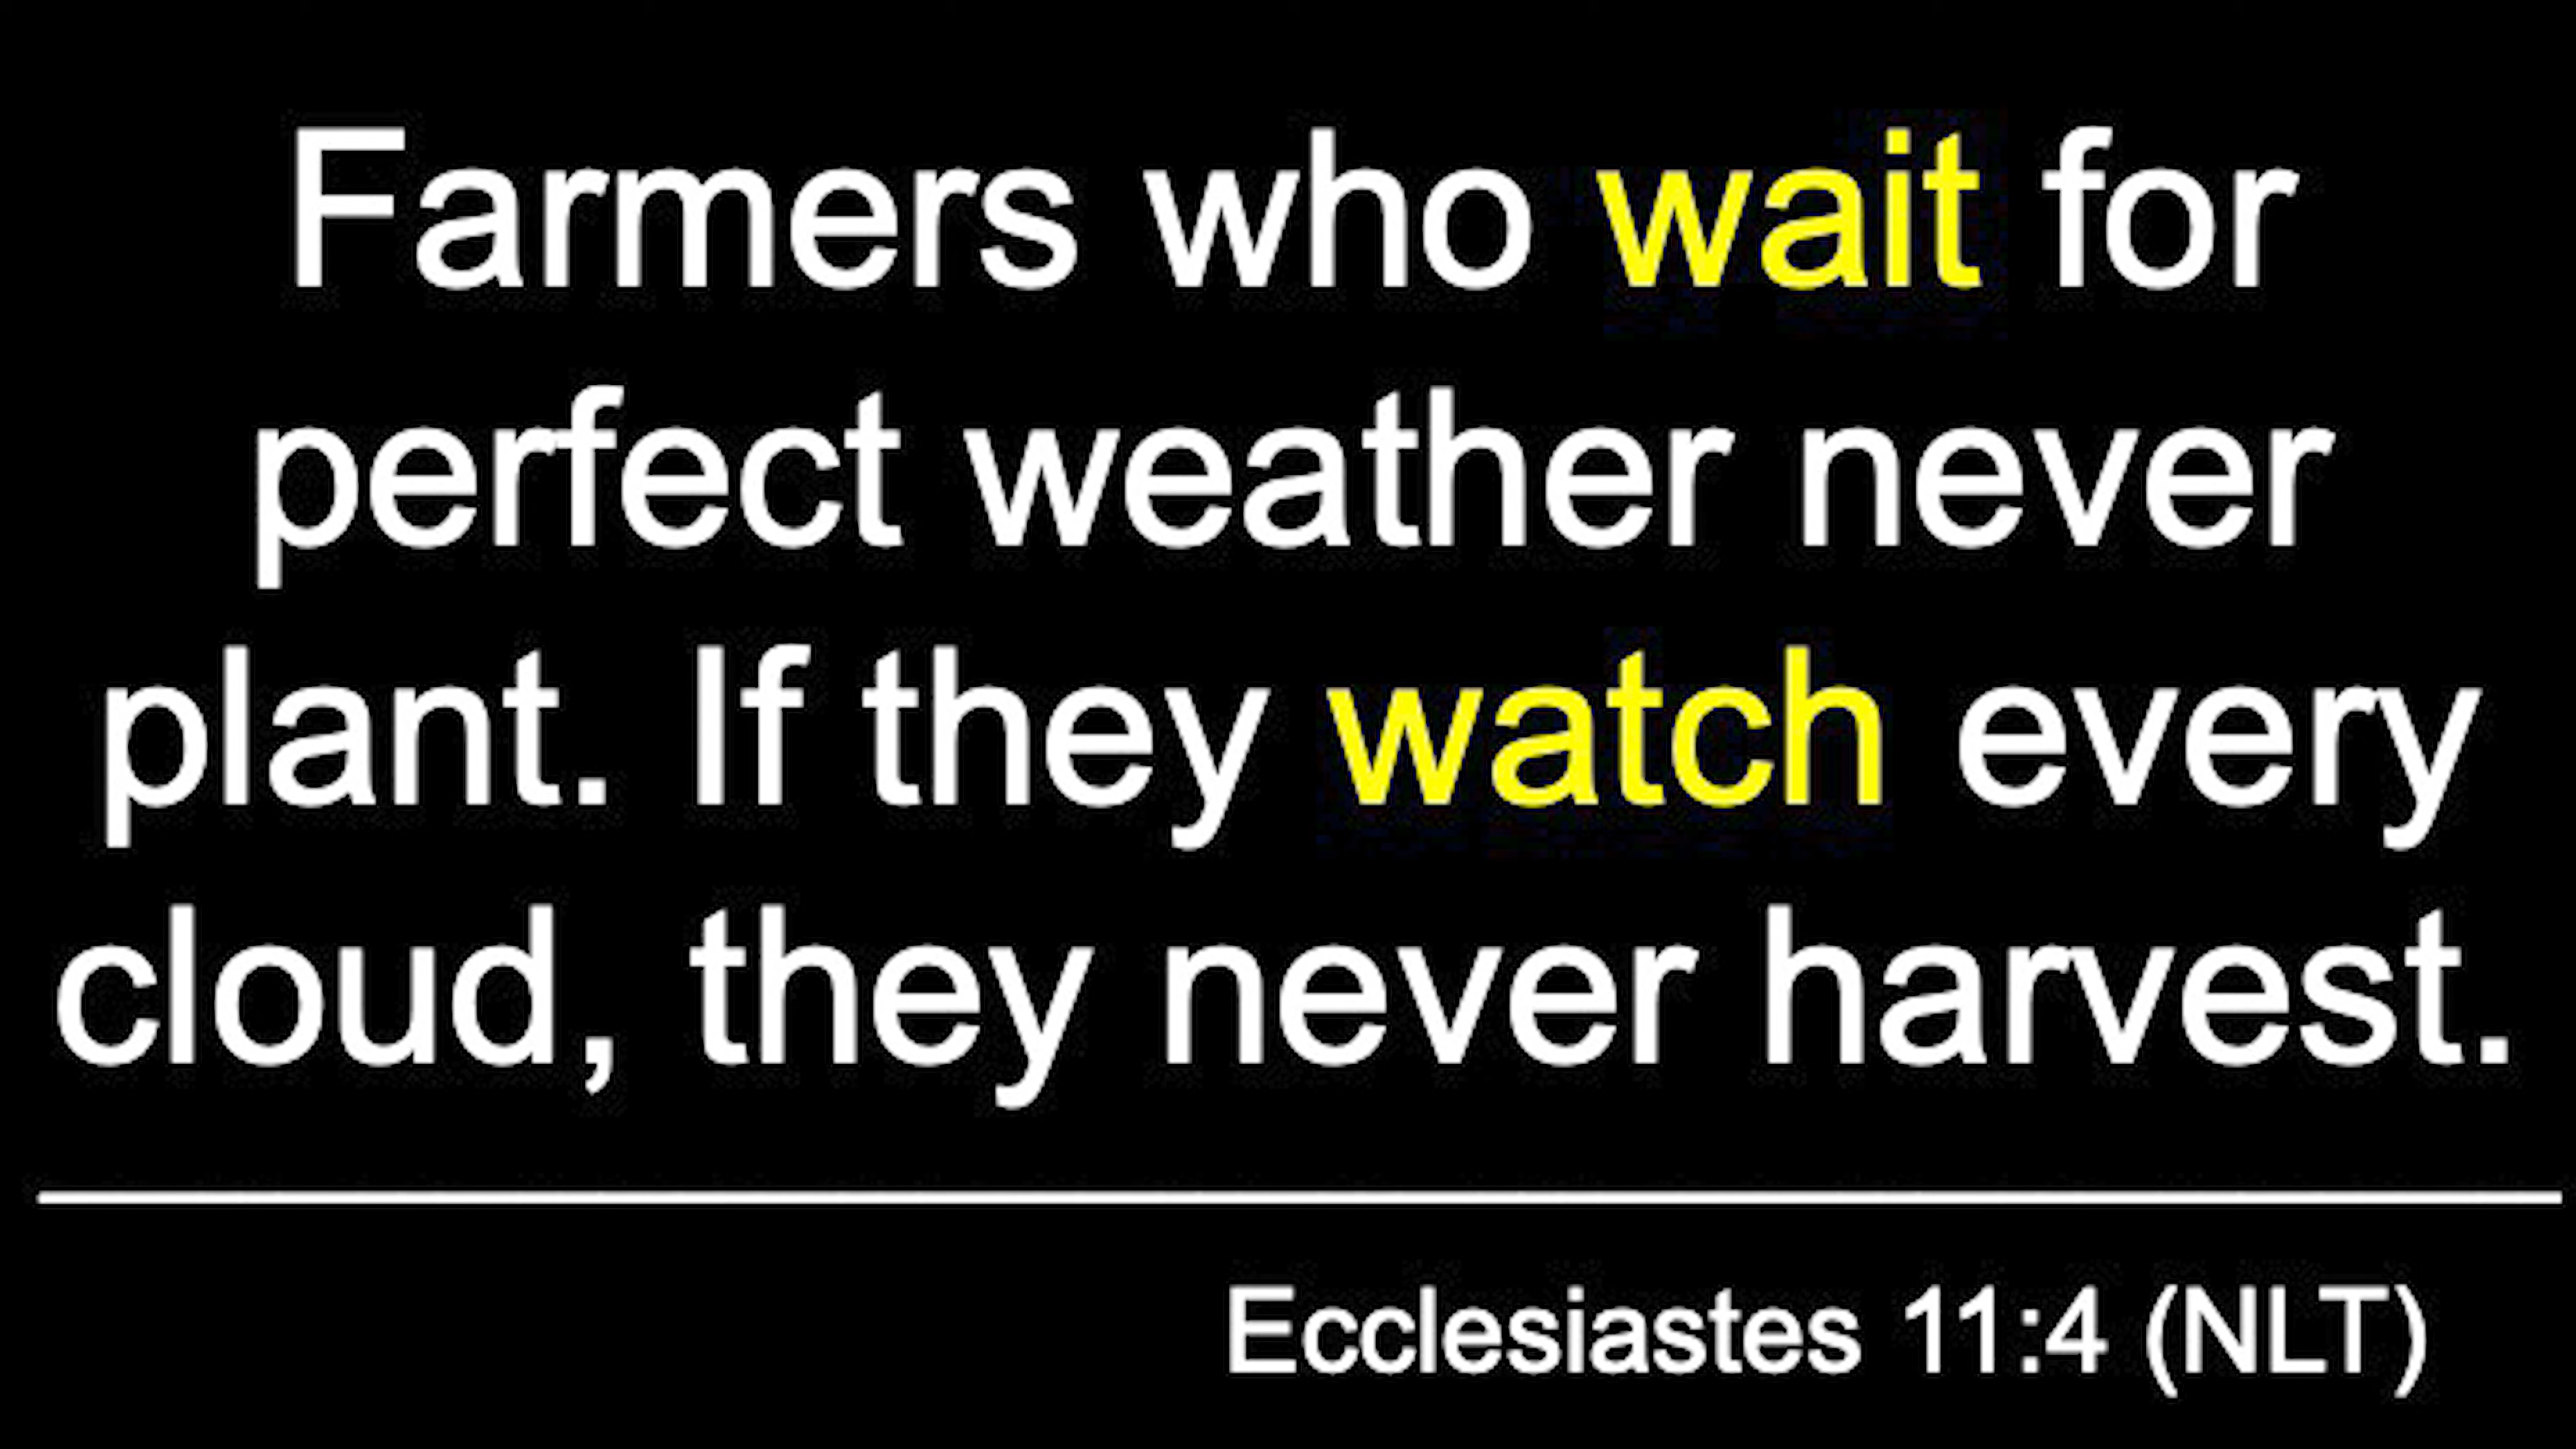 Farmers who wait for
perfect weather never
plant. If they watch every
cloud, they never harvest.
Ecclesiastes 11:4 (NLT)